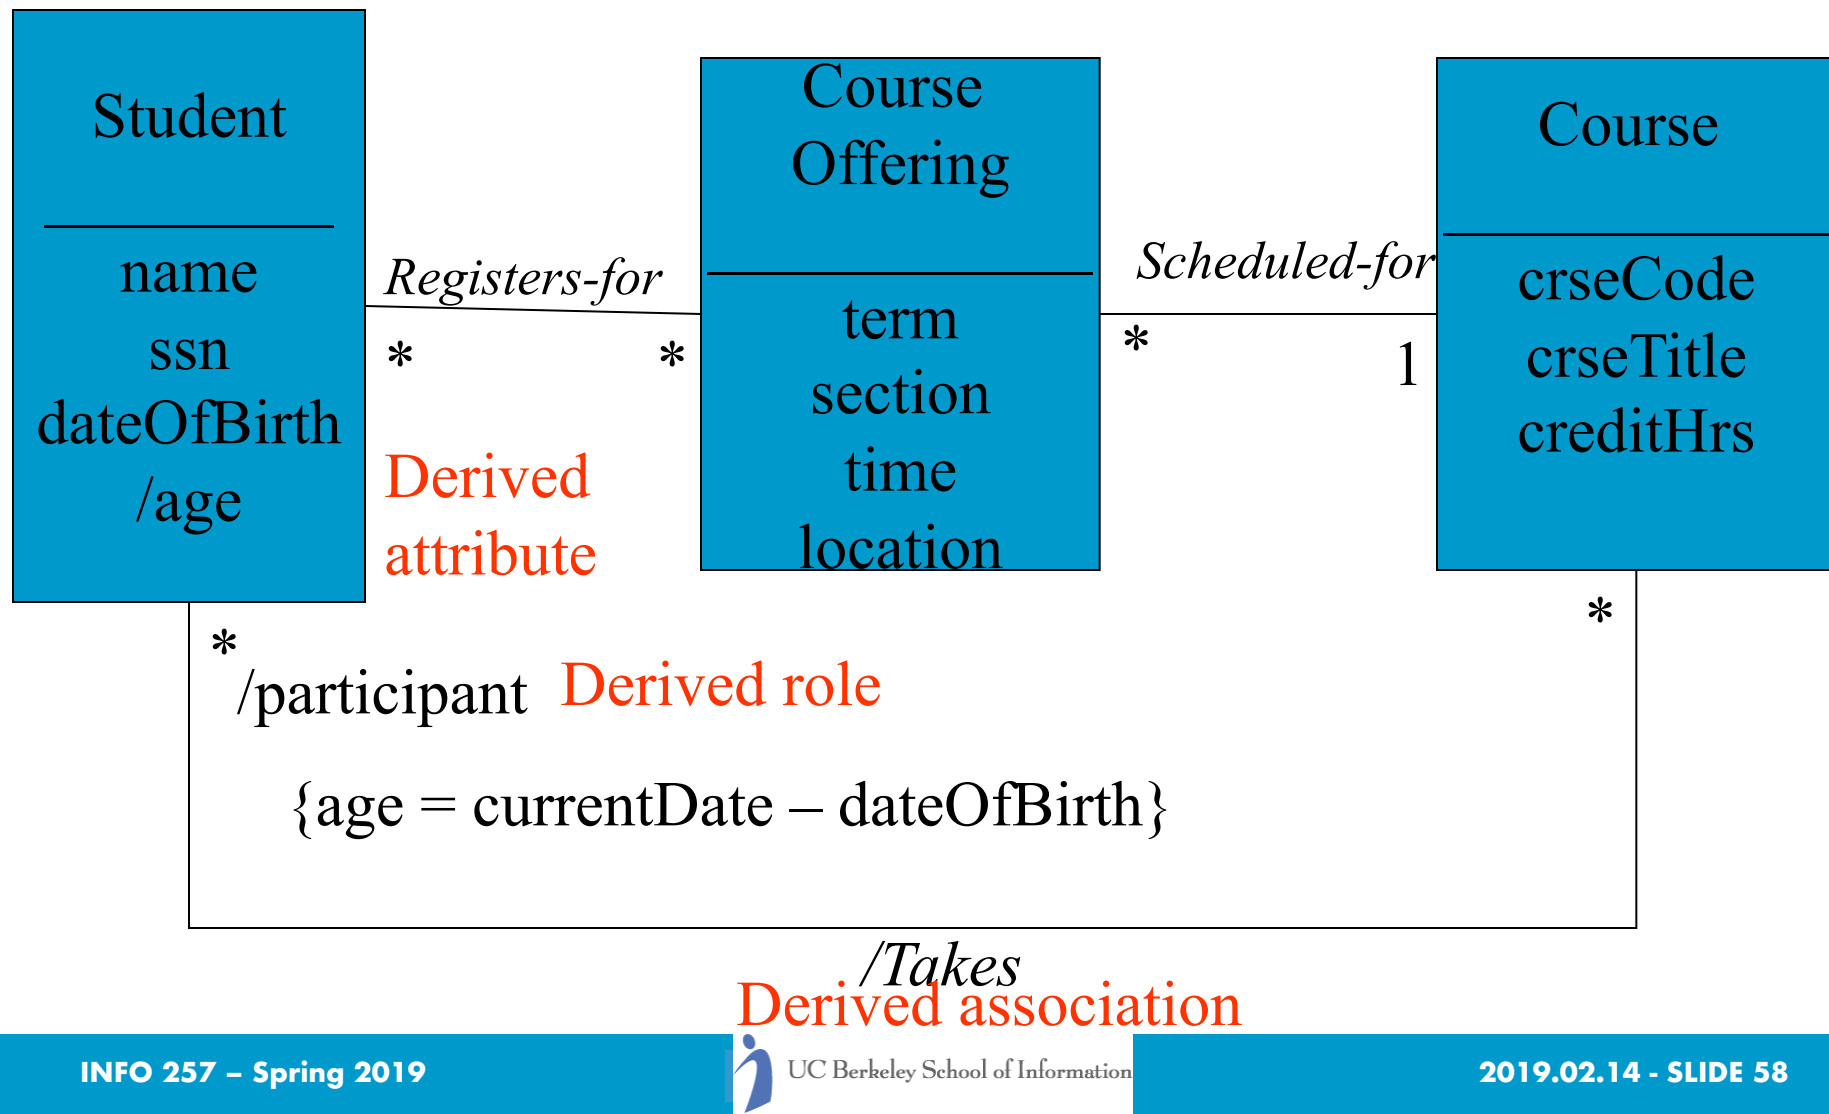 Student
name
ssn
dateOfBirth
/age
Registers-for
*
*
Course
Offering
term
section
time
location
Scheduled-for
*
1
Course
crseCode
crseTitle
creditHrs
Derived
attribute
*
/participant
Derived role
*
{age = currentDate – dateOfBirth}
/Takes
Derived association
INFO 257 – Spring 2019
UC Berkeley School of Information
2019.02.14 - SLIDE 58